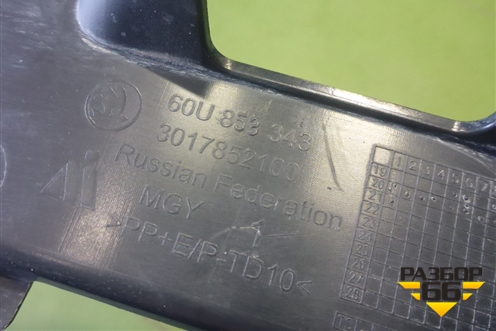 60U 853 343
3017852100
Russian Federation
MGY
>PP+E/P-TD10<
РАЗБОР
66